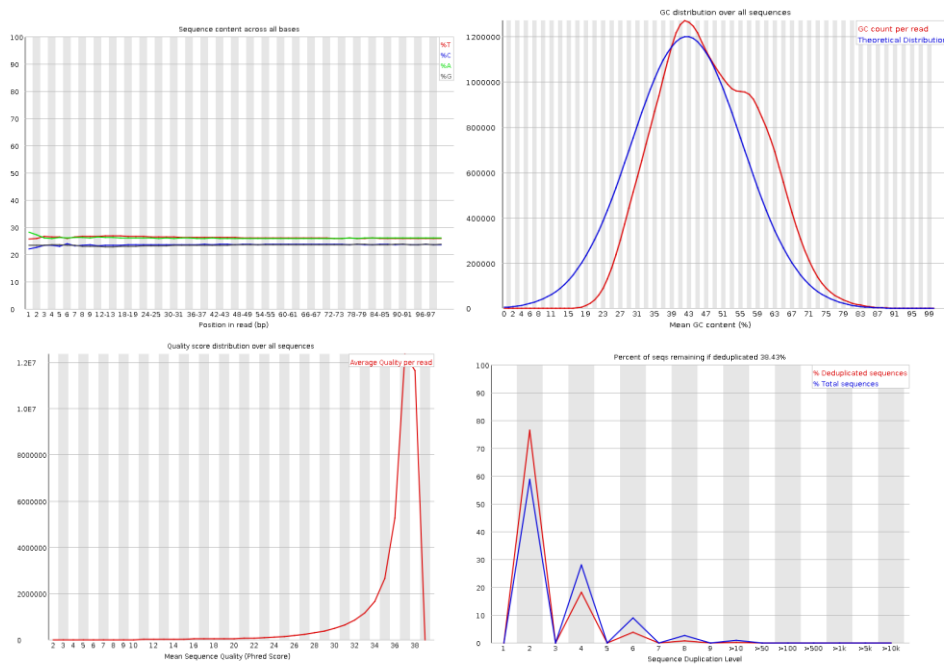 Sequence content across all bases
100
90
80
70
60
50
40
30
20
10
0
%T
%C
%A
%G
1 2 3 4 5 6 7 8 9 12-13 18-19 24-25 30-31 36-37 42-43 48-49 54-55 60-61 66-67 72-73 78-79 84-85 90-91 96-97
Position in read (bp)
GC distribution over all sequences
1200000
1000000
800000
600000
400000
200000
0
GC count per read
Theoretical Distribution
0 2 4 6 8 11 15 19 23 27 31 35 39 43 47 51 55 59 63 67 71 75 79 83 87 91 95 99
Mean GC content (%)
Quality score distribution over all sequences
1.2E7
1.0E7
8000000
6000000
4000000
2000000
0
Average Quality per read
2 3 4 5 6 7 8 9 10 12 14 16 18 20 22 24 26 28 30 32 34 36 38
Mean Sequence Quality (Phred Score)
Percent of seqs remaining if deduplicated 38.43%
100
90
80
70
60
50
40
30
20
10
0
% Deduplicated sequences
% Total sequences
1 2 3 4 5 6 7 8 9 >10 >50 >100 >500 >1k >5k >10k
Sequence Duplication Level